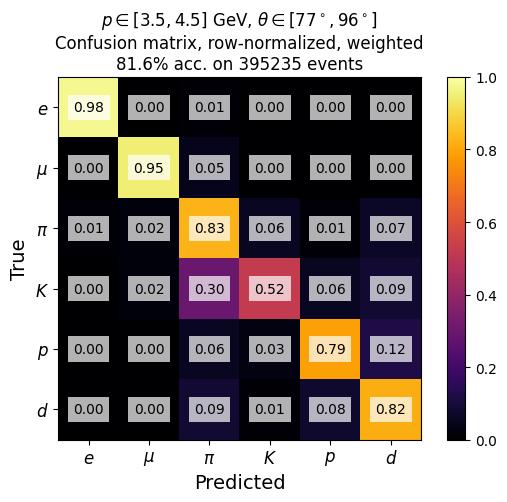 p ∈ [3.5, 4.5] GeV, θ ∈ [77°, 96°]
Confusion matrix, row-normalized, weighted
81.6% acc. on 395235 events
True
e 0.98 0.00 0.01 0.00 0.00 0.00
μ 0.00 0.95 0.05 0.00 0.00 0.00
π 0.01 0.02 0.83 0.06 0.01 0.07
K 0.00 0.02 0.30 0.52 0.06 0.09
p 0.00 0.00 0.06 0.03 0.79 0.12
d 0.00 0.00 0.09 0.01 0.08 0.82
e μ π K p d
Predicted
1.0
0.8
0.6
0.4
0.2
0.0